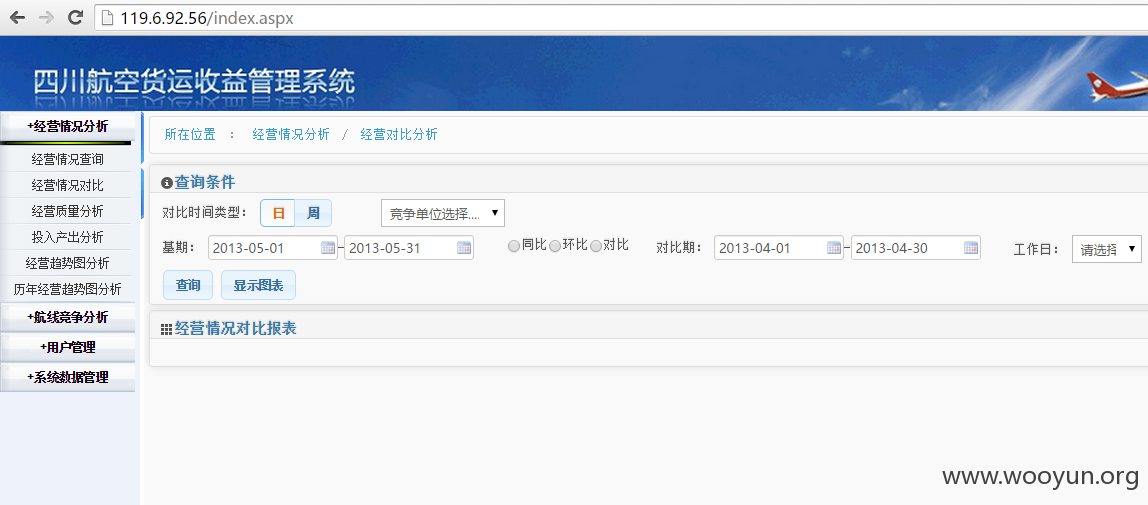 119.6.92.56/index.aspx
四川航空货运收益管理系统
+经营情况分析
经营情况查询
经营情况对比
经营质量分析
投入产出分析
经营趋势图分析
历年经营趋势图分析
+航线竞争分析
+用户管理
+系统数据管理
所在位置 : 经营情况分析 / 经营对比分析
查询条件
对比时间类型: 日 周 竞争单位选择....
基期: 2013-05-01 - 2013-05-31 同比 环比 对比 对比期: 2013-04-01 - 2013-04-30 工作日: 请选择
查询 显示图表
经营情况对比报表
www.wooyun.org